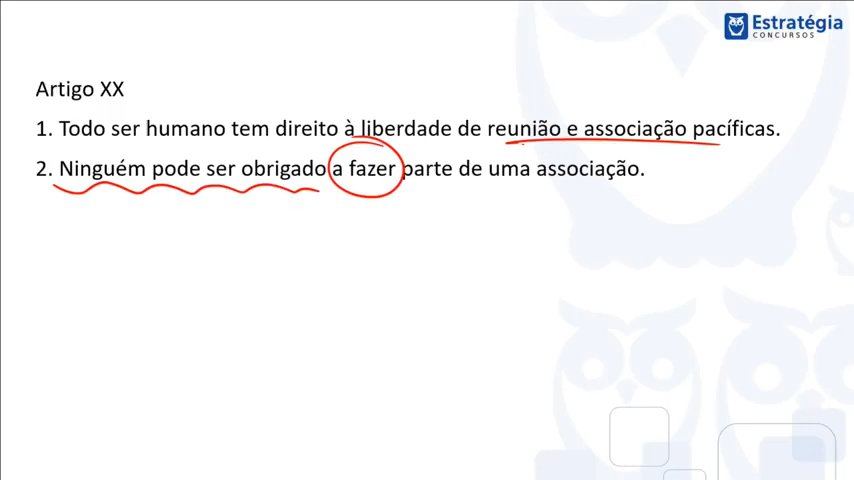 Estratégia
CONCURSOS
Artigo XX
1. Todo ser humano tem direito à liberdade de reunião e associação pacíficas.
2. Ninguém pode ser obrigado a fazer parte de uma associação.